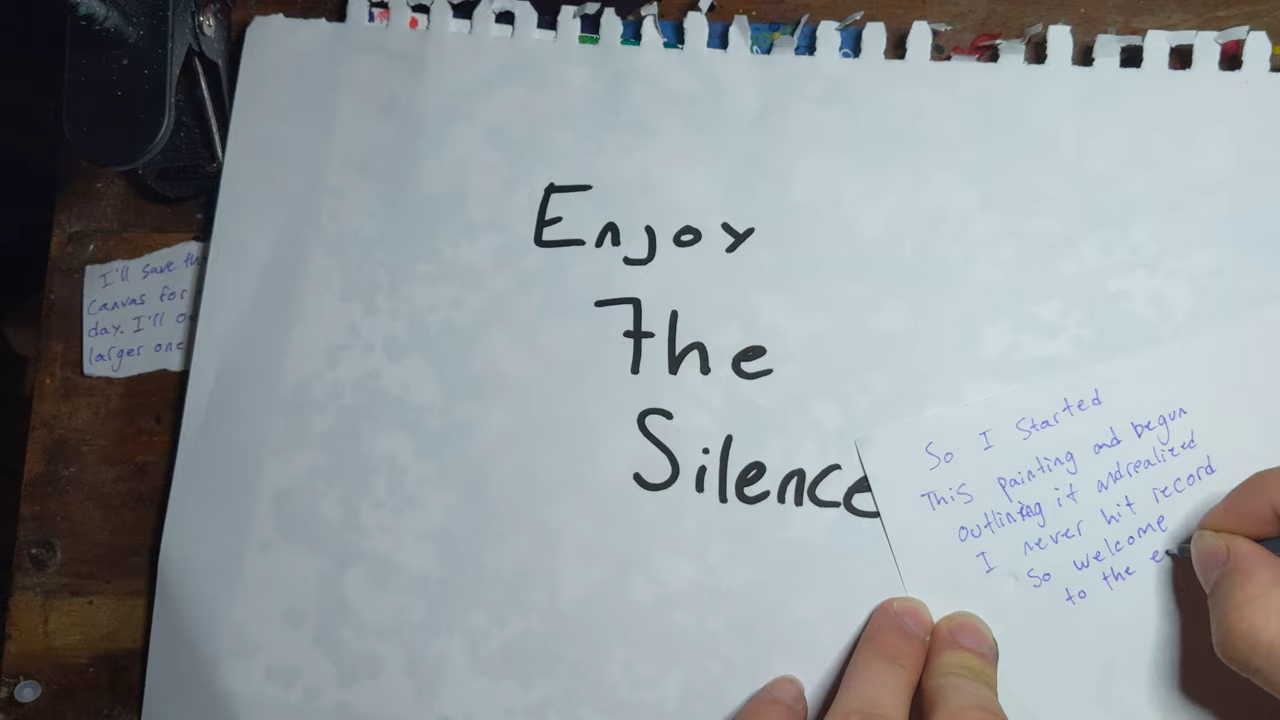 Enjoy
The
Silence
I'll save th
Canvas for
day. I'll o
larger one
So I Started
This painting and begun
outlining it and realized
I never hit record
So welcome
to the e